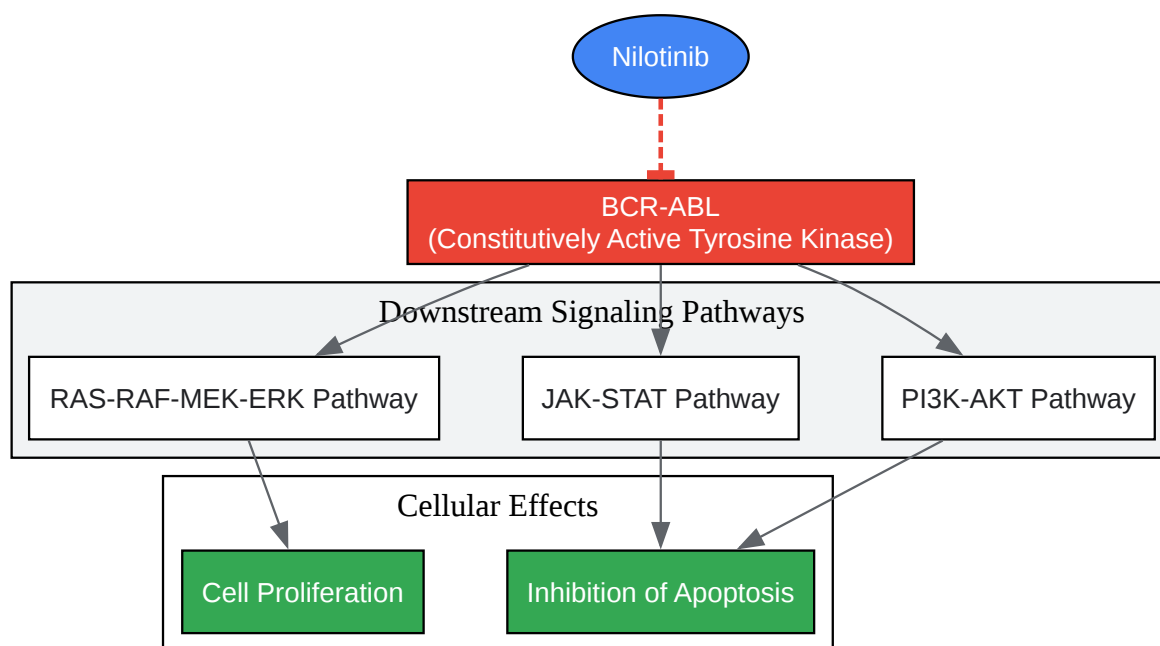 Nilotinib
BCR-ABL
(Constitutively Active Tyrosine Kinase)
Downstream Signaling Pathways
RAS-RAF-MEK-ERK Pathway
JAK-STAT Pathway
PI3K-AKT Pathway
Cellular Effects
Cell Proliferation
Inhibition of Apoptosis